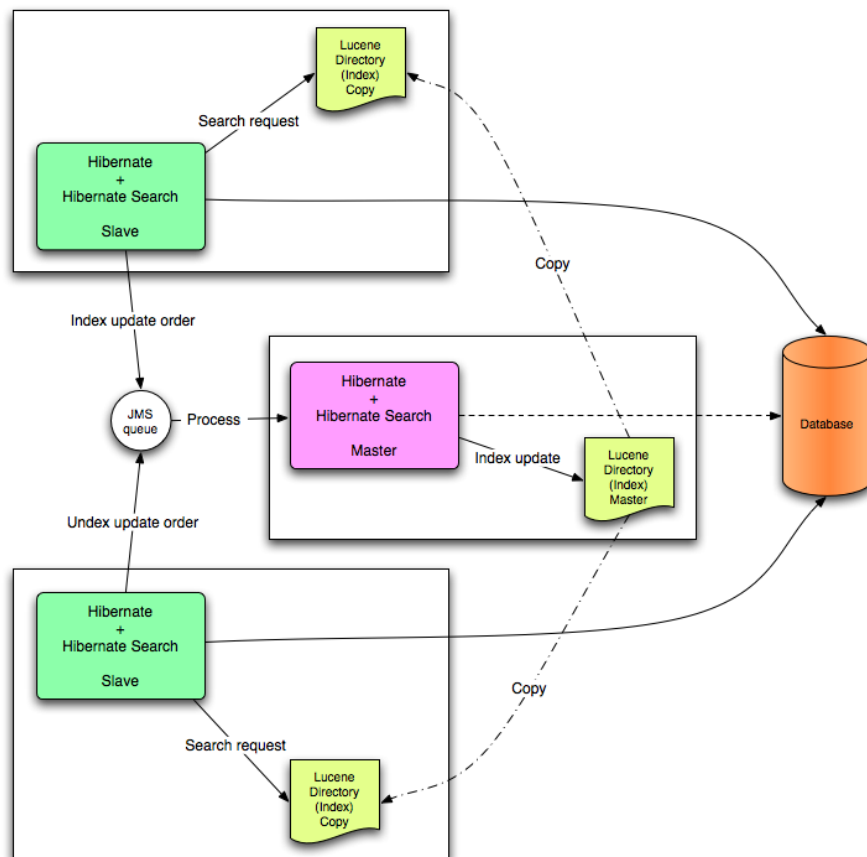 Lucene
Directory
(Index)
Copy
Search request
Hibernate
+
Hibernate Search
Slave
Copy
Index update order
Hibernate
+
Hibernate Search
Master
JMS
queue
Process
Database
Index update
Lucene
Directory
(Index)
Master
Undex update order
Hibernate
+
Hibernate Search
Slave
Copy
Search request
Lucene
Directory
(Index)
Copy